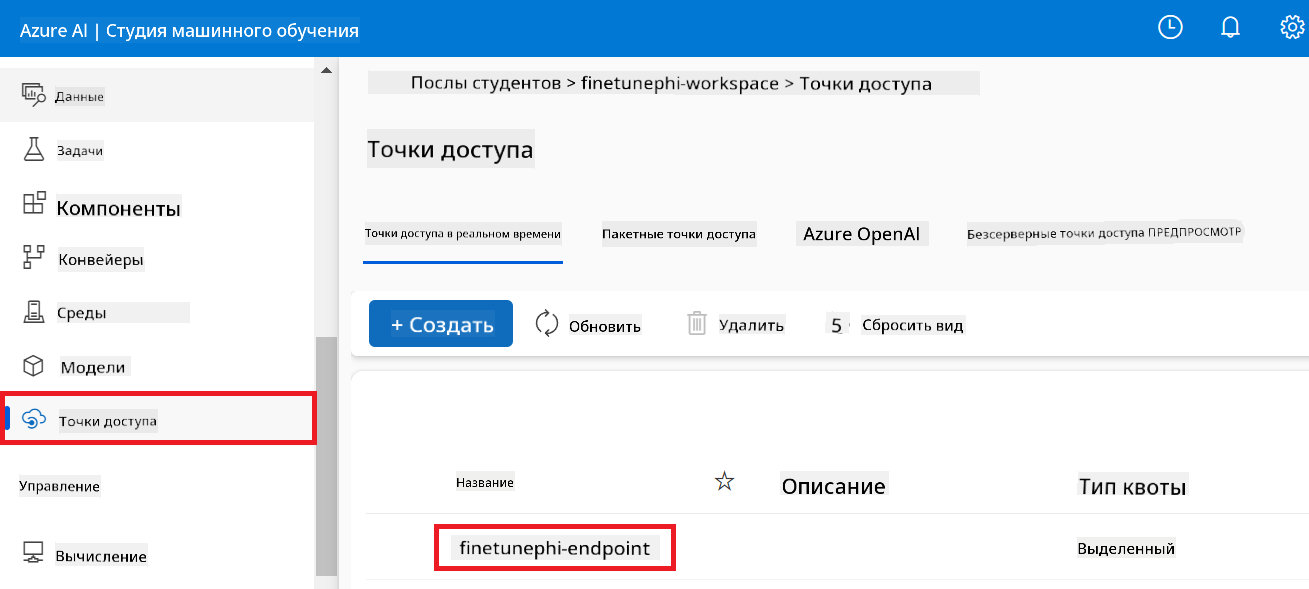 Azure AI | Студия машинного обучения
Данные
Задачи
Компоненты
Конвейеры
Среды
Модели
Точки доступа
Управление
Вычисление
Послы студентов > finetunephi-workspace > Точки доступа
Точки доступа
Точки доступа в реальном времени Пакетные точки доступа Azure OpenAI Безсерверные точки доступа ПРЕДПРОСМОТР
+ Создать Обновить Удалить 5 Сбросить вид
Название Описание Тип квоты
finetunephi-endpoint Выделенный